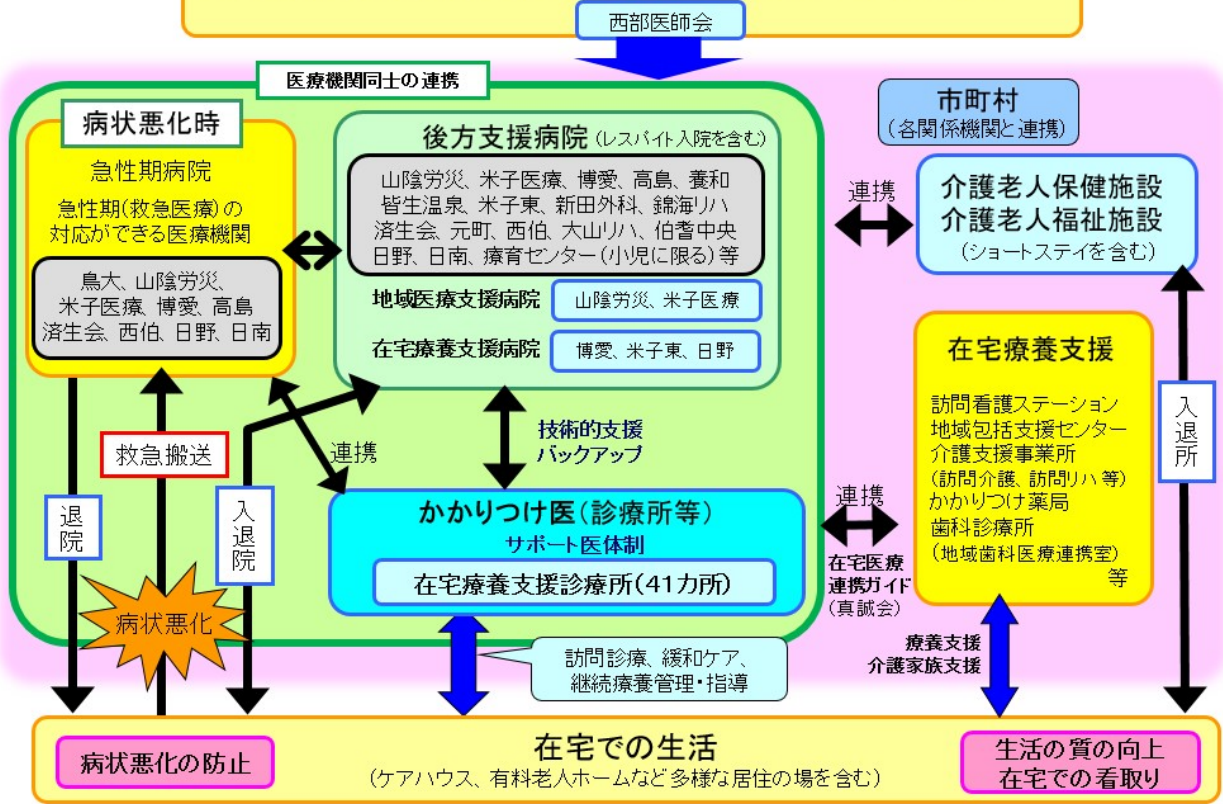 西部医師会
医療機関同士の連携
病状悪化時
急性期病院
急性期(救急医療)の
対応ができる医療機関
鳥大、山陰労災、
米子医療、博愛、高島
済生会、西伯、日野、日南
後方支援病院(レスパイト入院を含む)
山陰労災、米子医療、博愛、高島、養和
皆生温泉、米子東、新田外科、錦海リハ
済生会、元町、西伯、大山リハ、伯耆中央
日野、日南、療育センター(小児に限る)等
地域医療支援病院
山陰労災、米子医療
在宅療養支援病院
博愛、米子東、日野
市町村
(各関係機関と連携)
連携
介護老人保健施設
介護老人福祉施設
(ショートステイを含む)
在宅療養支援
訪問看護ステーション
地域包括支援センター
介護支援事業所
(訪問介護、訪問リハ等)
かかりつけ薬局
歯科診療所
(地域歯科医療連携室)
等
入退所
救急搬送
連携
技術的支援
バックアップ
退院
入退院
かかりつけ医(診療所等)
サポート医体制
在宅療養支援診療所(41カ所)
連携
在宅医療
連携ガイド
(真誠会)
病状悪化
訪問診療、緩和ケア、
継続療養管理・指導
療養支援
介護家族支援
病状悪化の防止
在宅での生活
(ケアハウス、有料老人ホームなど多様な居住の場を含む)
生活の質の向上
在宅での看取り